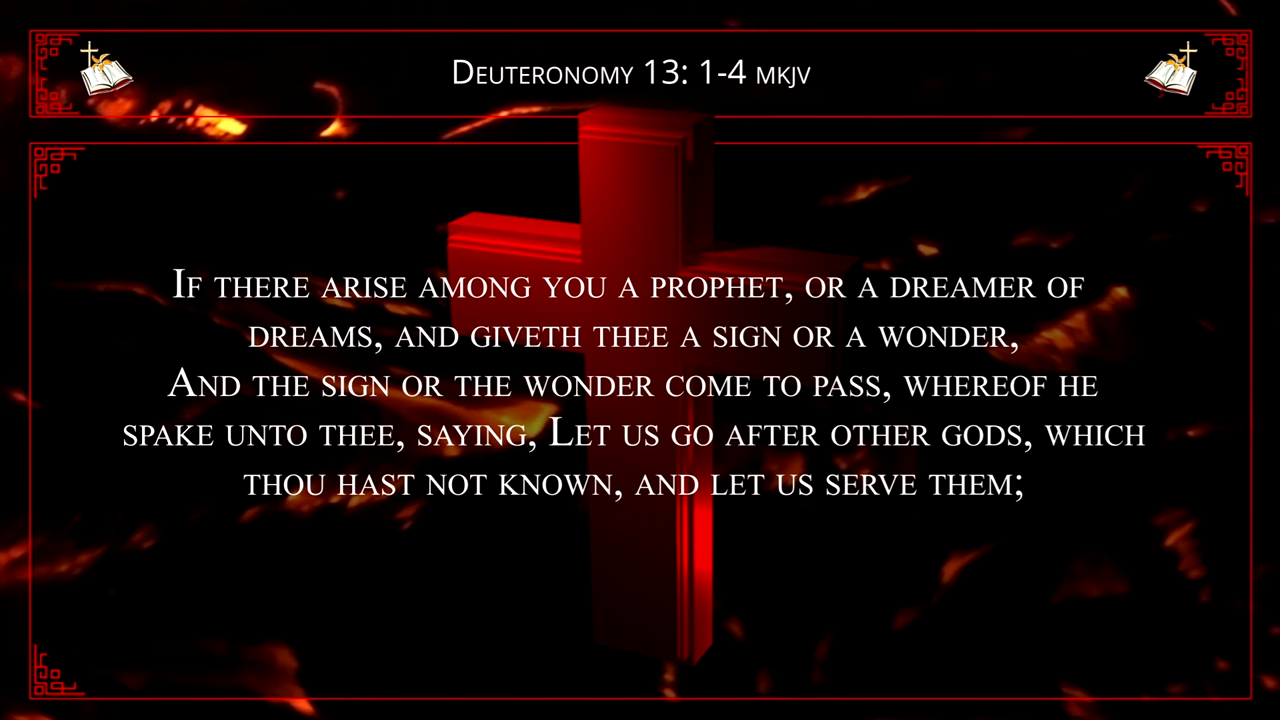 Deuteronomy 13: 1-4 mkjv
If there arise among you a prophet, or a dreamer of
dreams, and giveth thee a sign or a wonder,
And the sign or the wonder come to pass, whereof he
spake unto thee, saying, Let us go after other gods, which
thou hast not known, and let us serve them;